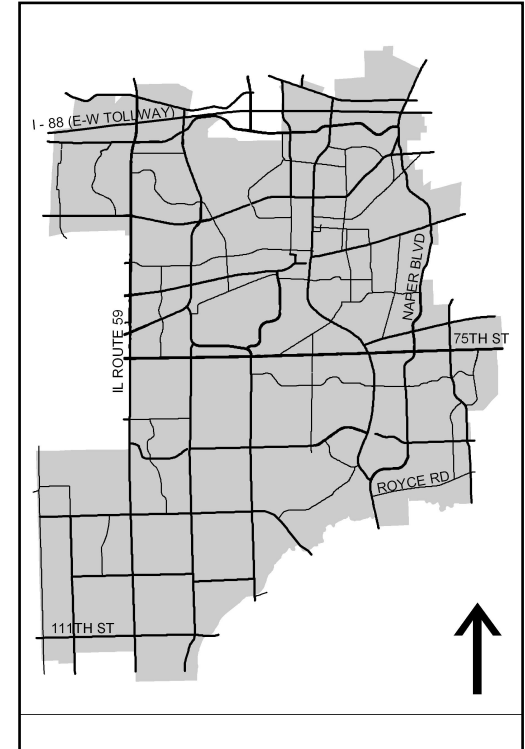 I - 88 (E-W TOLLWAY)
NAPER BLVD
IL ROUTE 59
75TH ST
ROYCE RD
111TH ST